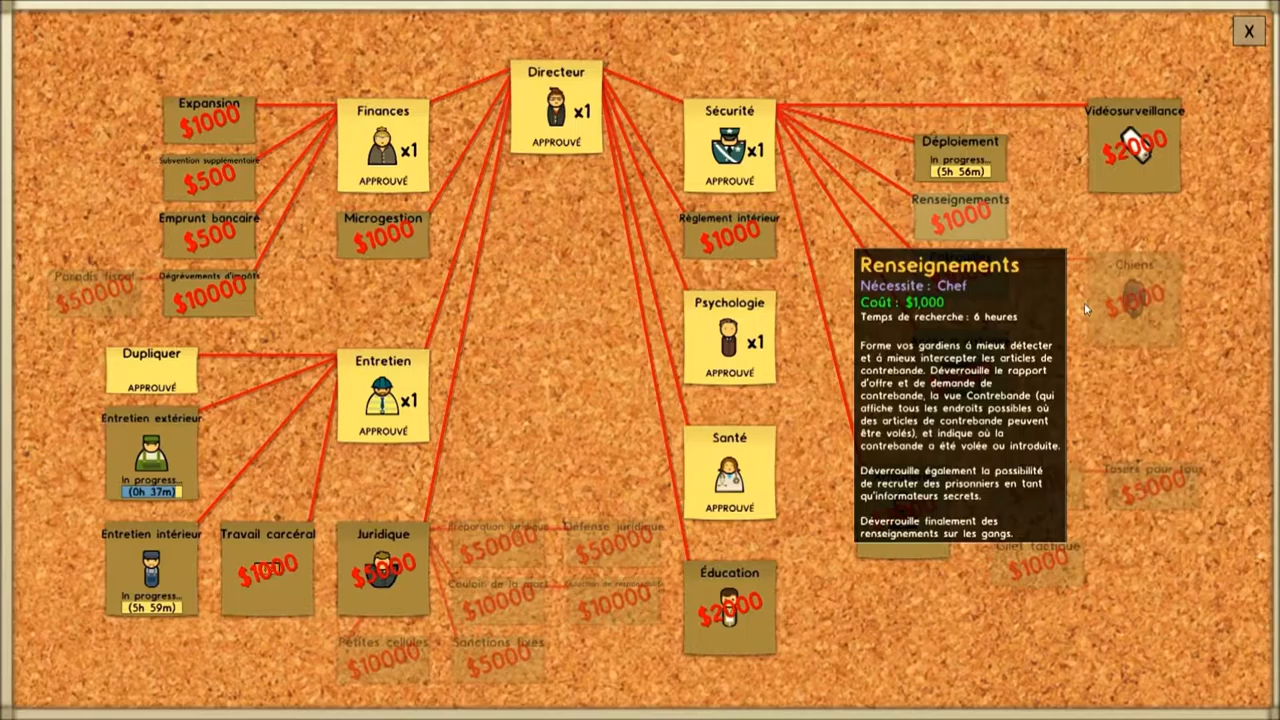 X
Directeur
x1
APPROUVÉ
Expansion
$1000
Subvention supplémentaire
$500
Emprunt bancaire
$500
Paradis fiscal
$50000
Dégrèvements d'impôts
$10000
Finances
x1
APPROUVÉ
Microgestion
$1000
Dupliquer
APPROUVÉ
Entretien
x1
APPROUVÉ
Entretien extérieur
In progress...
(0h 37m)
Entretien intérieur
In progress...
(5h 59m)
Travail carcéral
$1000
Juridique
$5000
Préparation juridique
$50000
Défense juridique
$50000
Couloir de la mort
$10000
$10000
Petites cellules
$10000
Sanctions fixes
$5000
Sécurité
x1
APPROUVÉ
Règlement intérieur
$1000
Psychologie
x1
APPROUVÉ
Santé
APPROUVÉ
Éducation
$2000
Déploiement
In progress...
(5h 56m)
Renseignements
$1000
Vidéosurveillance
$2000
Chiens
Tasers pour tous
$5000
Gilet tactique
$1000
Renseignements
Nécessite : Chef
Coût : $1,000
Temps de recherche : 6 heures
Forme vos gardiens á mieux détecter
et á mieux intercepter les articles de
contrebande. Déverrouille le rapport
d'offre et de demande de
contrebande, la vue Contrebande (qui
affiche tous les endroits possibles où
des articles de contrebande peuvent
être volés), et indique où la
contrebande a été volée ou introduite.
Déverrouille également la possibilité
de recruter des prisonniers en tant
qu'informateurs secrets.
Déverrouille finalement des
renseignements sur les gangs.